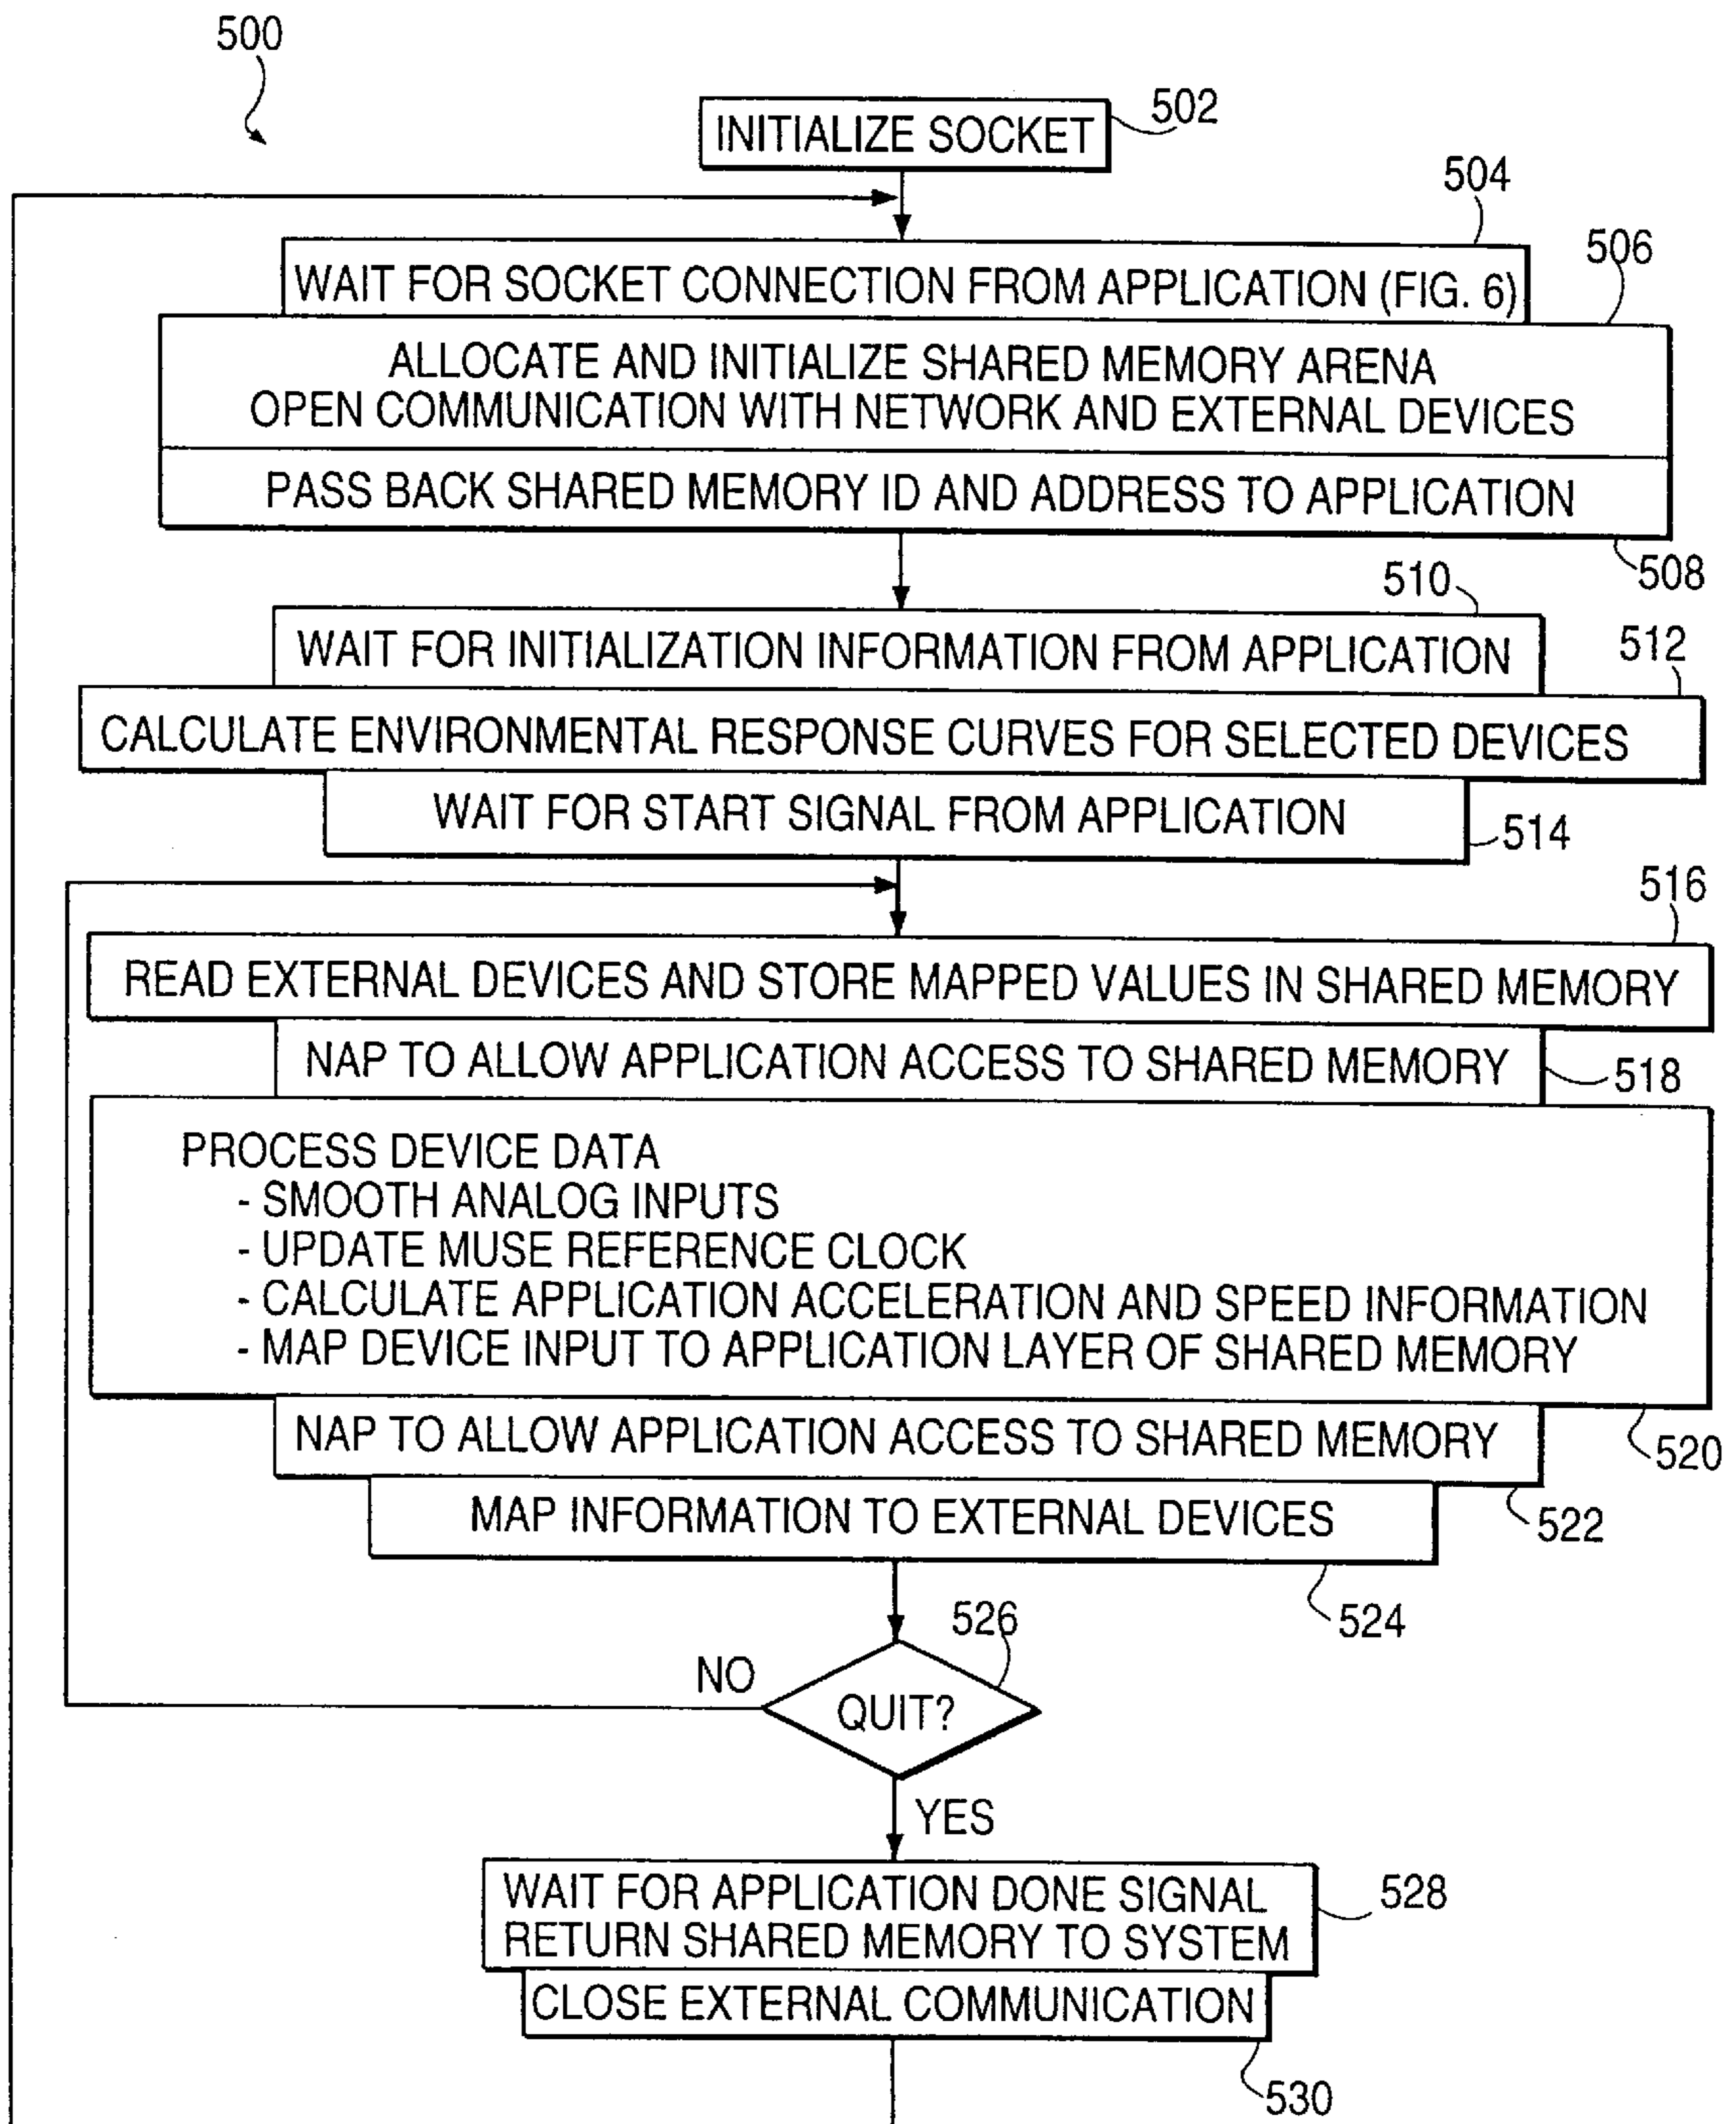 500
INITIALIZE SOCKET
502
504
WAIT FOR SOCKET CONNECTION FROM APPLICATION (FIG. 6)
506
ALLOCATE AND INITIALIZE SHARED MEMORY ARENA
OPEN COMMUNICATION WITH NETWORK AND EXTERNAL DEVICES
PASS BACK SHARED MEMORY ID AND ADDRESS TO APPLICATION
508
510
WAIT FOR INITIALIZATION INFORMATION FROM APPLICATION
512
CALCULATE ENVIRONMENTAL RESPONSE CURVES FOR SELECTED DEVICES
WAIT FOR START SIGNAL FROM APPLICATION
514
516
READ EXTERNAL DEVICES AND STORE MAPPED VALUES IN SHARED MEMORY
NAP TO ALLOW APPLICATION ACCESS TO SHARED MEMORY
518
PROCESS DEVICE DATA
- SMOOTH ANALOG INPUTS
- UPDATE MUSE REFERENCE CLOCK
- CALCULATE APPLICATION ACCELERATION AND SPEED INFORMATION
- MAP DEVICE INPUT TO APPLICATION LAYER OF SHARED MEMORY
520
NAP TO ALLOW APPLICATION ACCESS TO SHARED MEMORY
522
MAP INFORMATION TO EXTERNAL DEVICES
524
526
NO
QUIT?
YES
WAIT FOR APPLICATION DONE SIGNAL
RETURN SHARED MEMORY TO SYSTEM
528
CLOSE EXTERNAL COMMUNICATION
530